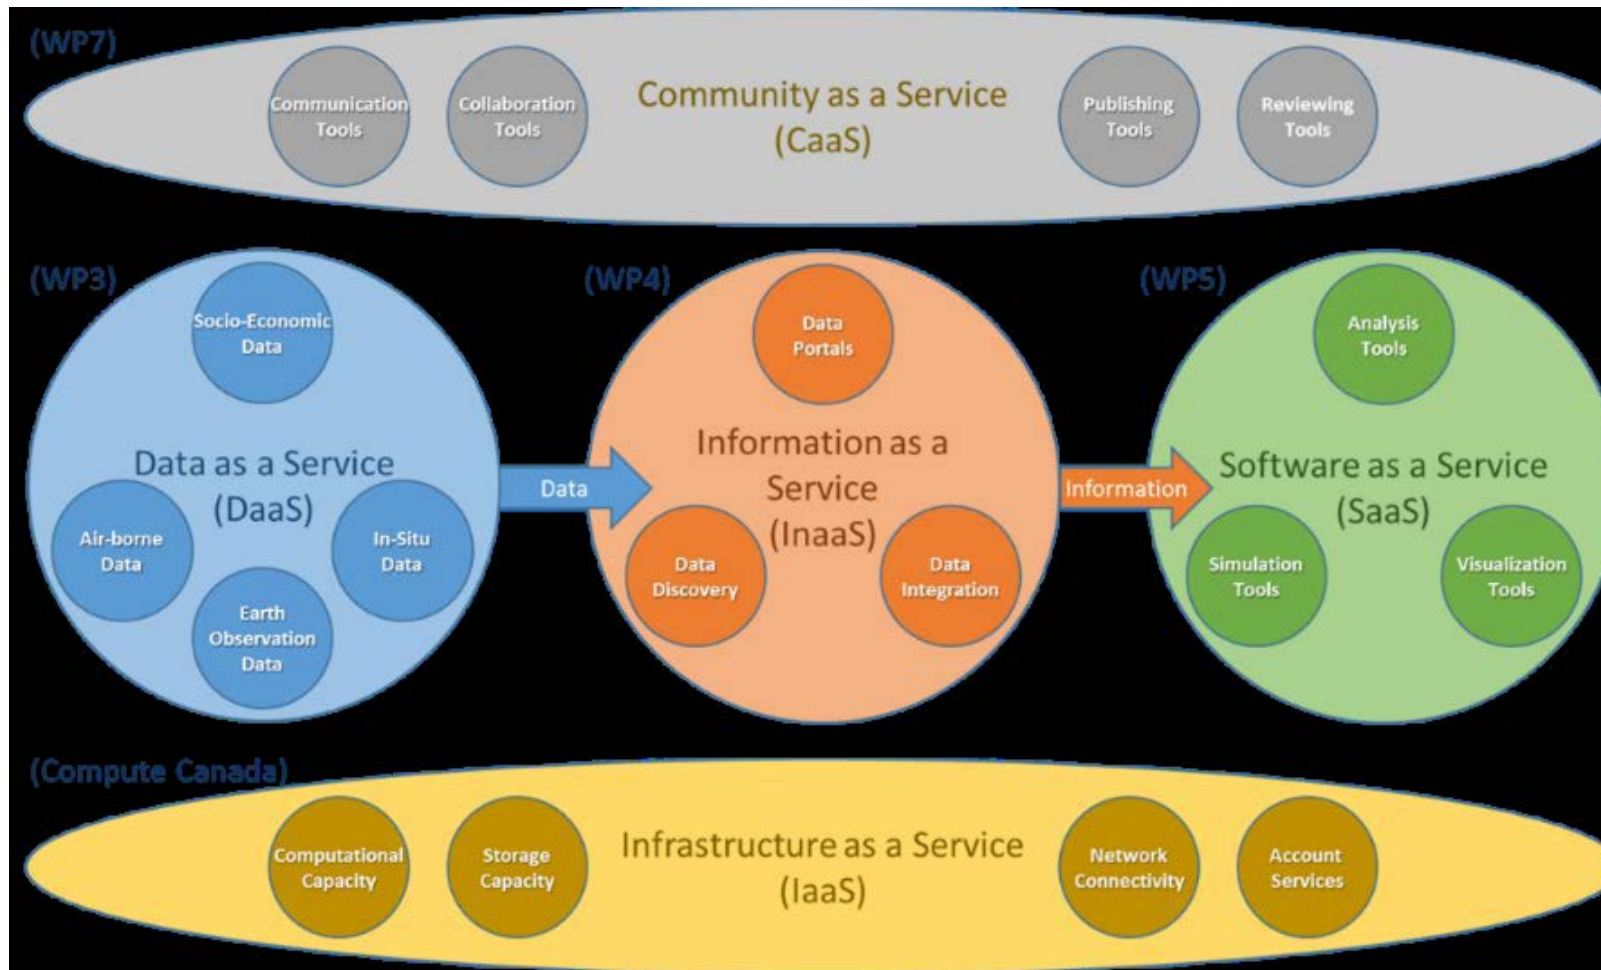 (WP7)
Communication
Tools
Collaboration
Tools
Community as a Service
(CaaS)
Publishing
Tools
Reviewing
Tools
(WP3)
Socio-Economic
Data
Data as a Service
(DaaS)
Air-borne
Data
In-Situ
Data
Earth
Observation
Data
Data
(WP4)
Data
Portals
Information as a
Service
(InaaS)
Data
Discovery
Data
Integration
Information
(WP5)
Analysis
Tools
Software as a Service
(SaaS)
Simulation
Tools
Visualization
Tools
(Compute Canada)
Computational
Capacity
Storage
Capacity
Infrastructure as a Service
(IaaS)
Network
Connectivity
Account
Services